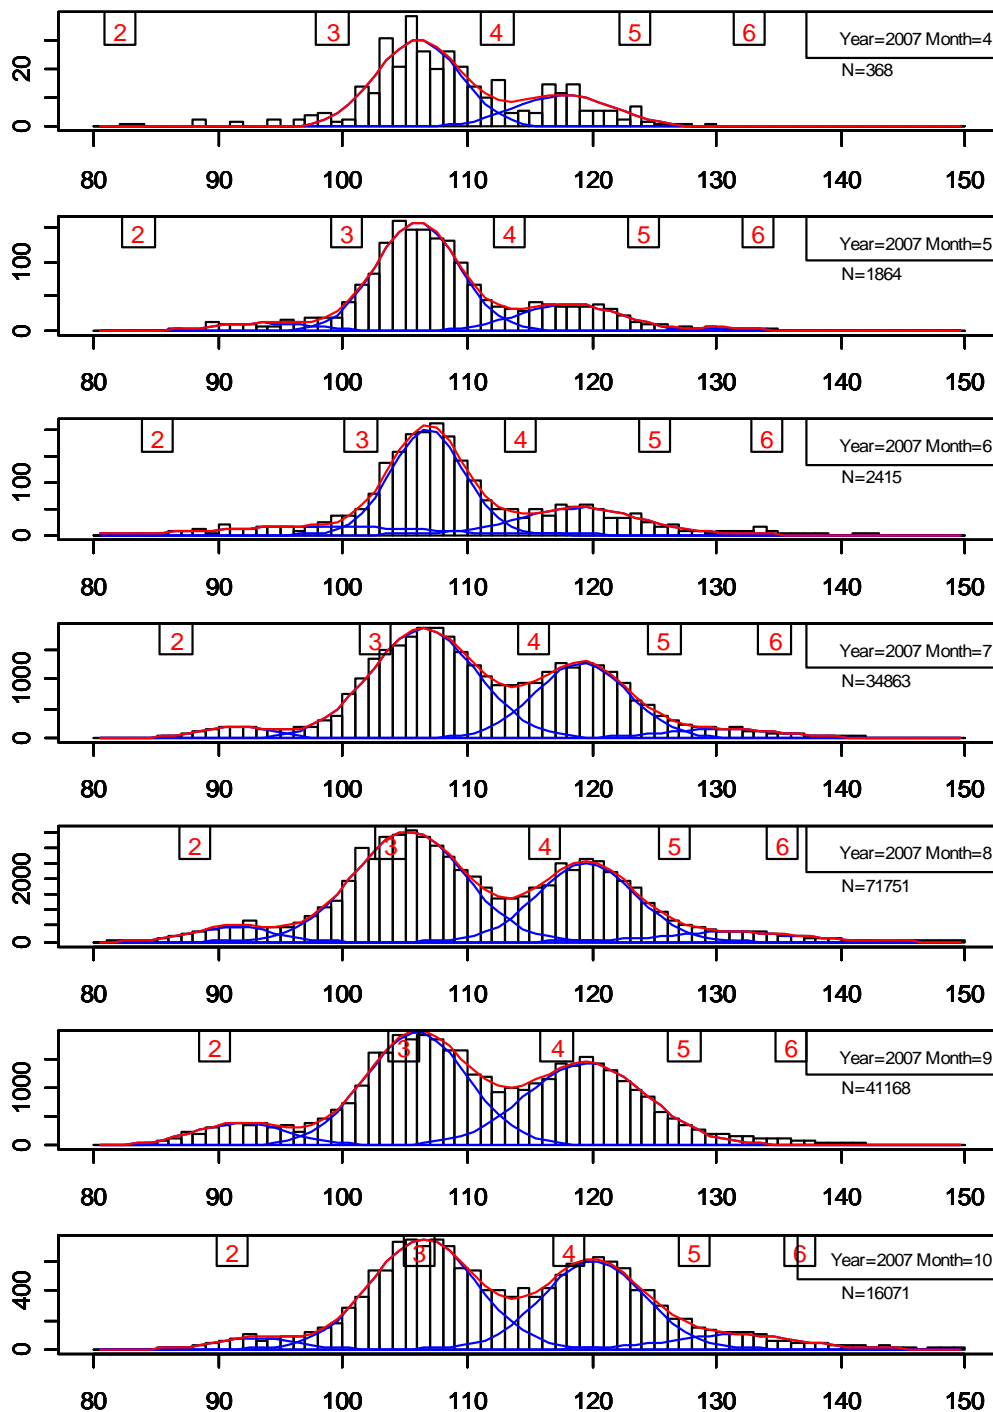 2 3 4 5 6 Year=2007 Month=4
N=368
20
0
80 90 100 110 120 130 140 150
2 3 4 5 6 Year=2007 Month=5
N=1864
100
0
80 90 100 110 120 130 140 150
2 3 4 5 6 Year=2007 Month=6
N=2415
100
0
80 90 100 110 120 130 140 150
2 3 4 5 6 Year=2007 Month=7
N=34863
1000
0
80 90 100 110 120 130 140 150
2 3 4 5 6 Year=2007 Month=8
N=71751
2000
0
80 90 100 110 120 130 140 150
2 3 4 5 6 Year=2007 Month=9
N=41168
1000
0
80 90 100 110 120 130 140 150
2 3 4 5 6 Year=2007 Month=10
N=16071
400
0
80 90 100 110 120 130 140 150